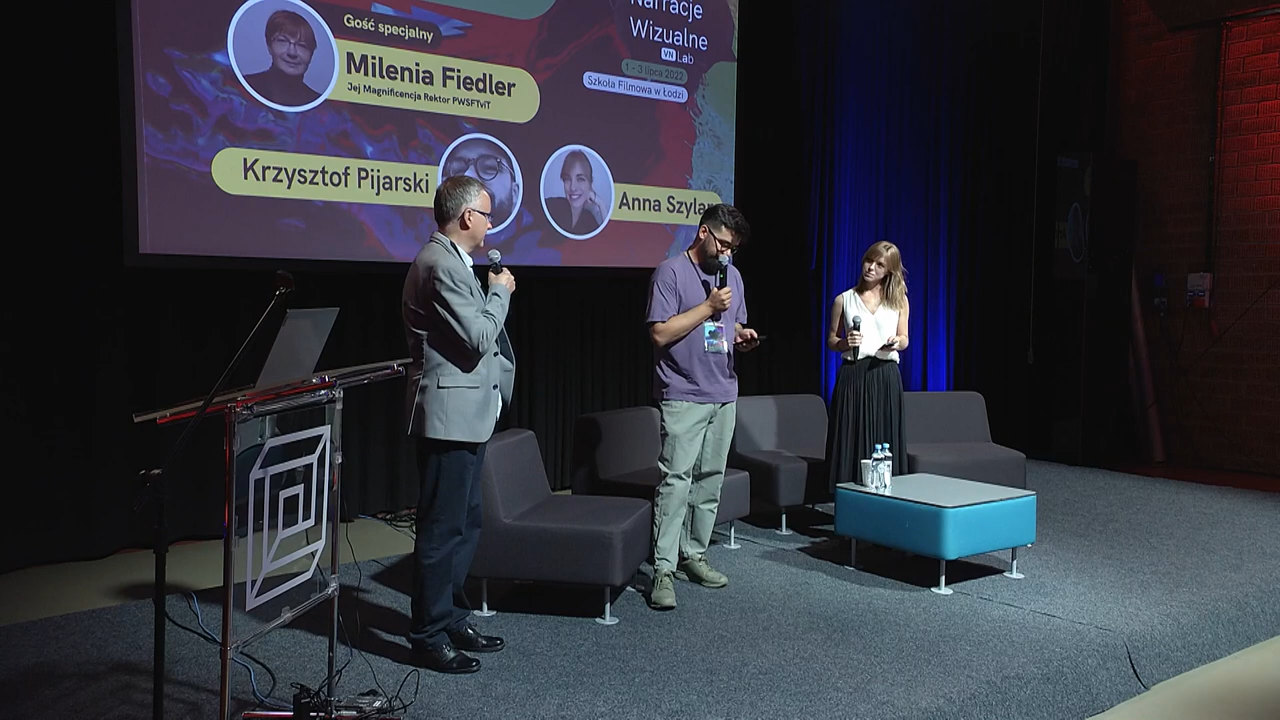 Gość specjalny
Milenia Fiedler
Jej Magnificencja Rektor PWSFTviT
Krzysztof Pijarski
Anna Szylar
Narracje
Wizualne
VN Lab
1 – 3 lipca 2022
Szkoła Filmowa w Łodzi